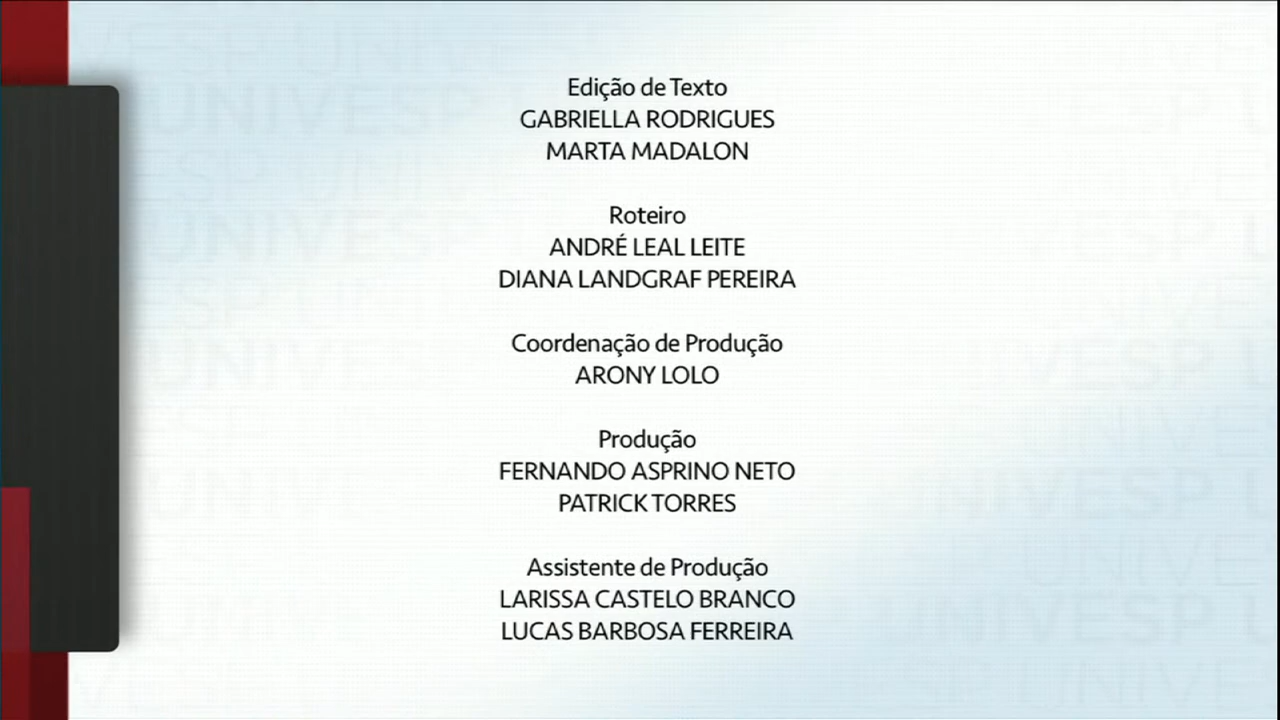 Edição de Texto
GABRIELLA RODRIGUES
MARTA MADALON
Roteiro
ANDRÉ LEAL LEITE
DIANA LANDGRAF PEREIRA
Coordenação de Produção
ARONY LOLO
Produção
FERNANDO ASPRINO NETO
PATRICK TORRES
Assistente de Produção
LARISSA CASTELO BRANCO
LUCAS BARBOSA FERREIRA